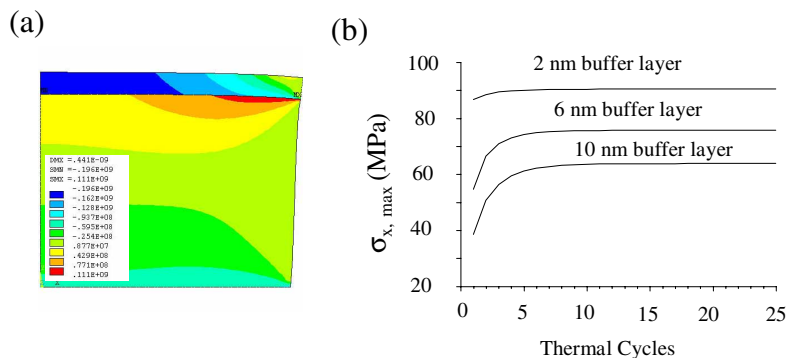 (a)
DMX =.441E-09
SMN =-.196E+09
SMX =.111E+09
-.196E+09
-.162E+09
-.128E+09
-.937E+08
-.595E+08
-.254E+08
.877E+07
.429E+08
.771E+08
.111E+09
(b)
100
80
60
40
20
σx, max (MPa)
2 nm buffer layer
6 nm buffer layer
10 nm buffer layer
0 5 10 15 20 25
Thermal Cycles